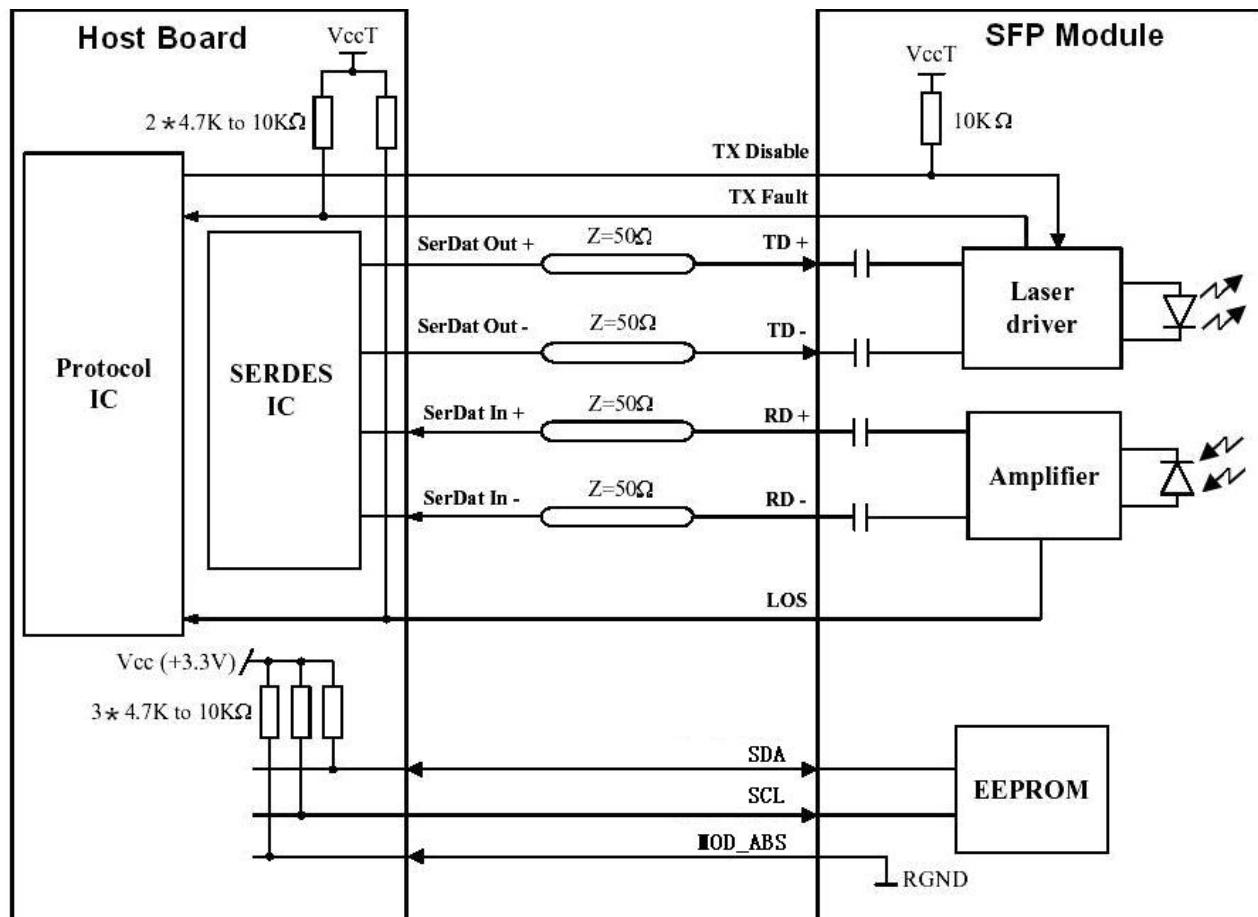 Host Board
SFP Module
VccT
VccT
2*4.7K to 10KΩ
10KΩ
TX Disable
TX Fault
SerDat Out +
Z=50Ω
TD +
Laser
driver
SerDat Out -
Z=50Ω
TD -
Protocol
IC
SERDES
IC
SerDat In +
Z=50Ω
RD +
Amplifier
SerDat In -
Z=50Ω
RD -
LOS
Vcc (+3.3V)
3*4.7K to 10KΩ
SDA
SCL
EEPROM
MOD_ABS
RGND